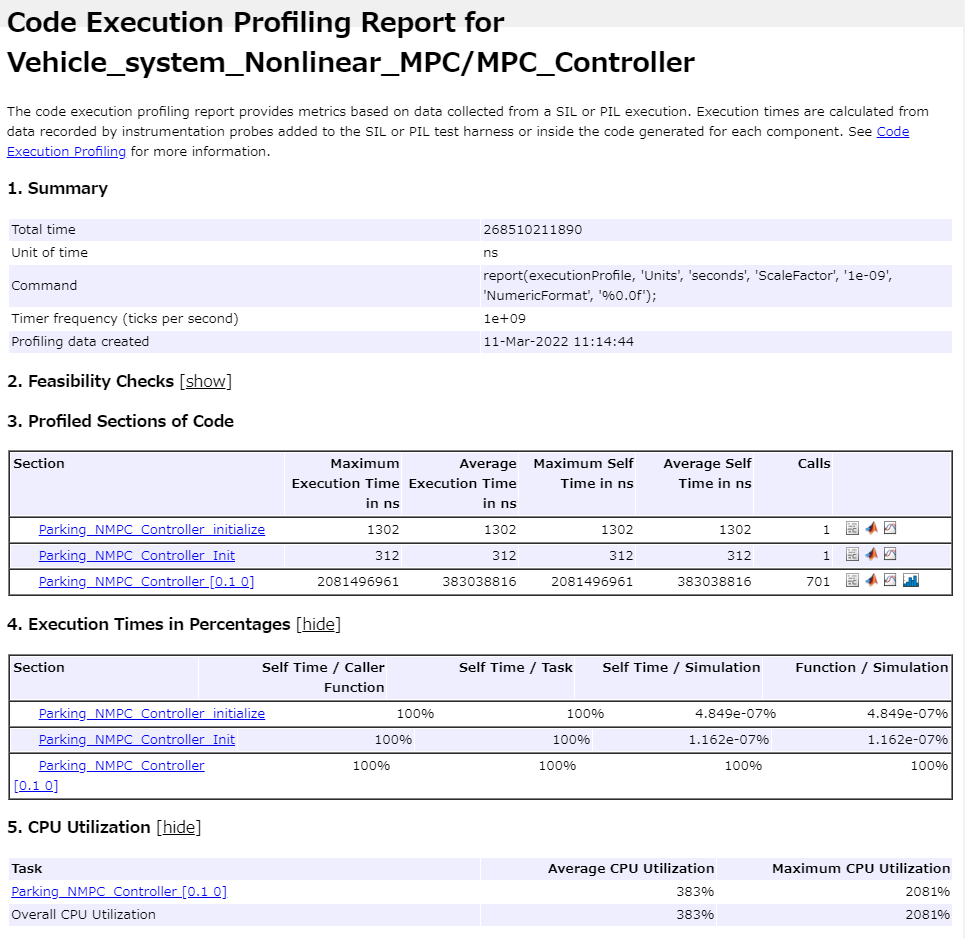 Code Execution Profiling Report for
Vehicle_system_Nonlinear_MPC/MPC_Controller
The code execution profiling report provides metrics based on data collected from a SIL or PIL execution. Execution times are calculated from
data recorded by instrumentation probes added to the SIL or PIL test harness or inside the code generated for each component. See Code
Execution Profiling for more information.
1. Summary
Total time 268510211890
Unit of time ns
Command report(executionProfile, 'Units', 'seconds', 'ScaleFactor', '1e-09',
'NumericFormat', '%0.0f');
Timer frequency (ticks per second) 1e+09
Profiling data created 11-Mar-2022 11:14:44
2. Feasibility Checks [show]
3. Profiled Sections of Code
Section Maximum Average Maximum Self Average Self Calls
Execution Time Execution Time Time in ns Time in ns
in ns in ns
Parking_NMPC_Controller_initialize 1302 1302 1302 1302 1
Parking_NMPC_Controller_Init 312 312 312 312 1
Parking_NMPC_Controller [0.1 0] 2081496961 383038816 2081496961 383038816 701
4. Execution Times in Percentages [hide]
Section Self Time / Caller Self Time / Task Self Time / Simulation Function / Simulation
Function
Parking_NMPC_Controller_initialize 100% 100% 4.849e-07% 4.849e-07%
Parking_NMPC_Controller_Init 100% 100% 1.162e-07% 1.162e-07%
Parking_NMPC_Controller 100% 100% 100% 100%
[0.1 0]
5. CPU Utilization [hide]
Task Average CPU Utilization Maximum CPU Utilization
Parking_NMPC_Controller [0.1 0] 383% 2081%
Overall CPU Utilization 383% 2081%